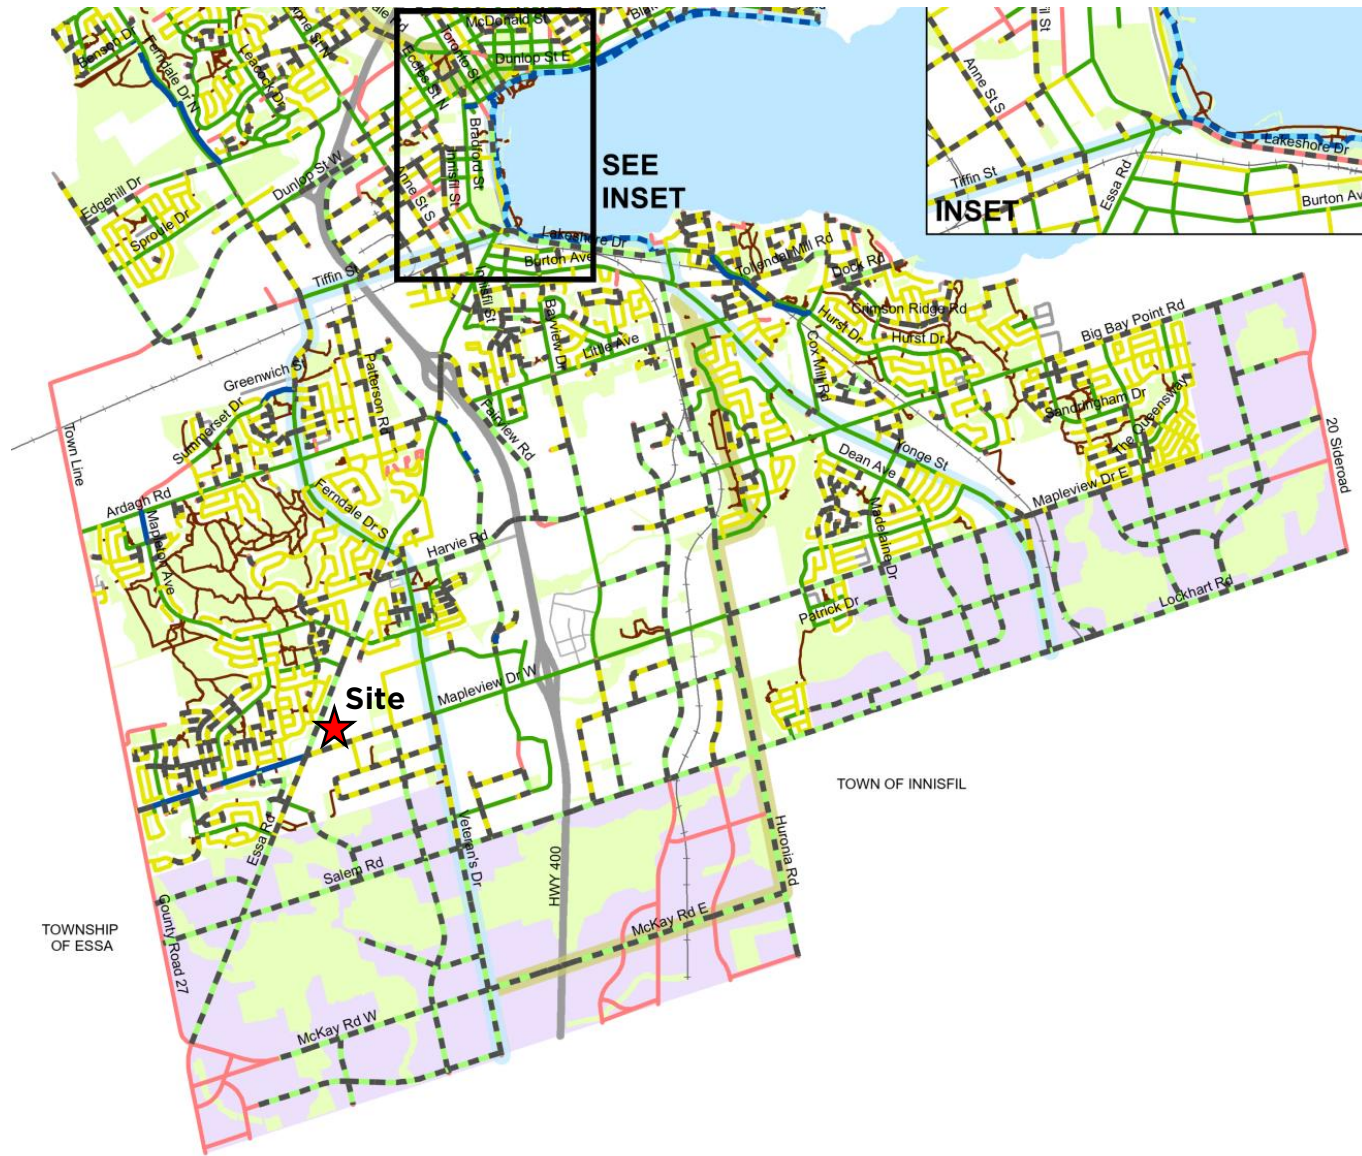 McDonald St
Dunlop St E
Toronto St
Eccles St N
Benson Dr
Ferndale Dr N
Leacock Dr
Anne St S
Bradford St
Innisfil St
Dunlop St W
Edgehill Dr
Sproule Dr
Tiffin St
SEE
INSET
Lakeshore Dr
Burton Ave
Anne St S
Tiffin St
Essa Rd
Lakeshore Dr
Burton Av
INSET
Tollendal Mill Rd
Dock Rd
Crimson Ridge Rd
Hurst Dr
Hurst Dr
Cox Mill Rd
Big Bay Point Rd
Sandringham Dr
The Queensway
20 Sideroad
Innisfil St
Bayview Dr
Little Ave
Fairview Rd
Patterson Rd
Greenwich St
Summerset Dr
Town Line
Ardagh Rd
Mapleton Ave
Ferndale Dr S
Harvie Rd
Yonge St
Dean Ave
Madelaine Dr
Mapleview Dr E
Lockhart Rd
Patrick Dr
Mapleview Dr W
Site
TOWN OF INNISFIL
Essa Rd
Salem Rd
Veteran's Dr
HWY 400
Huronia Rd
McKay Rd E
TOWNSHIP
OF ESSA
County Road 27
McKay Rd W